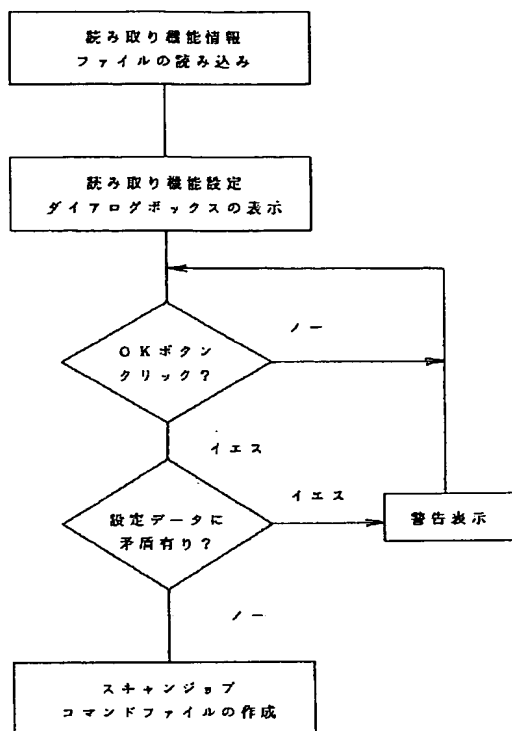 読み取り機能情報
ファイルの読み込み
読み取り機能設定
ダイアログボックスの表示
ノー
OKボタン
クリック?
イエス
イエス
設定データに
矛盾有り?
警告表示
ノー
スキャンジョブ
コマンドファイルの作成